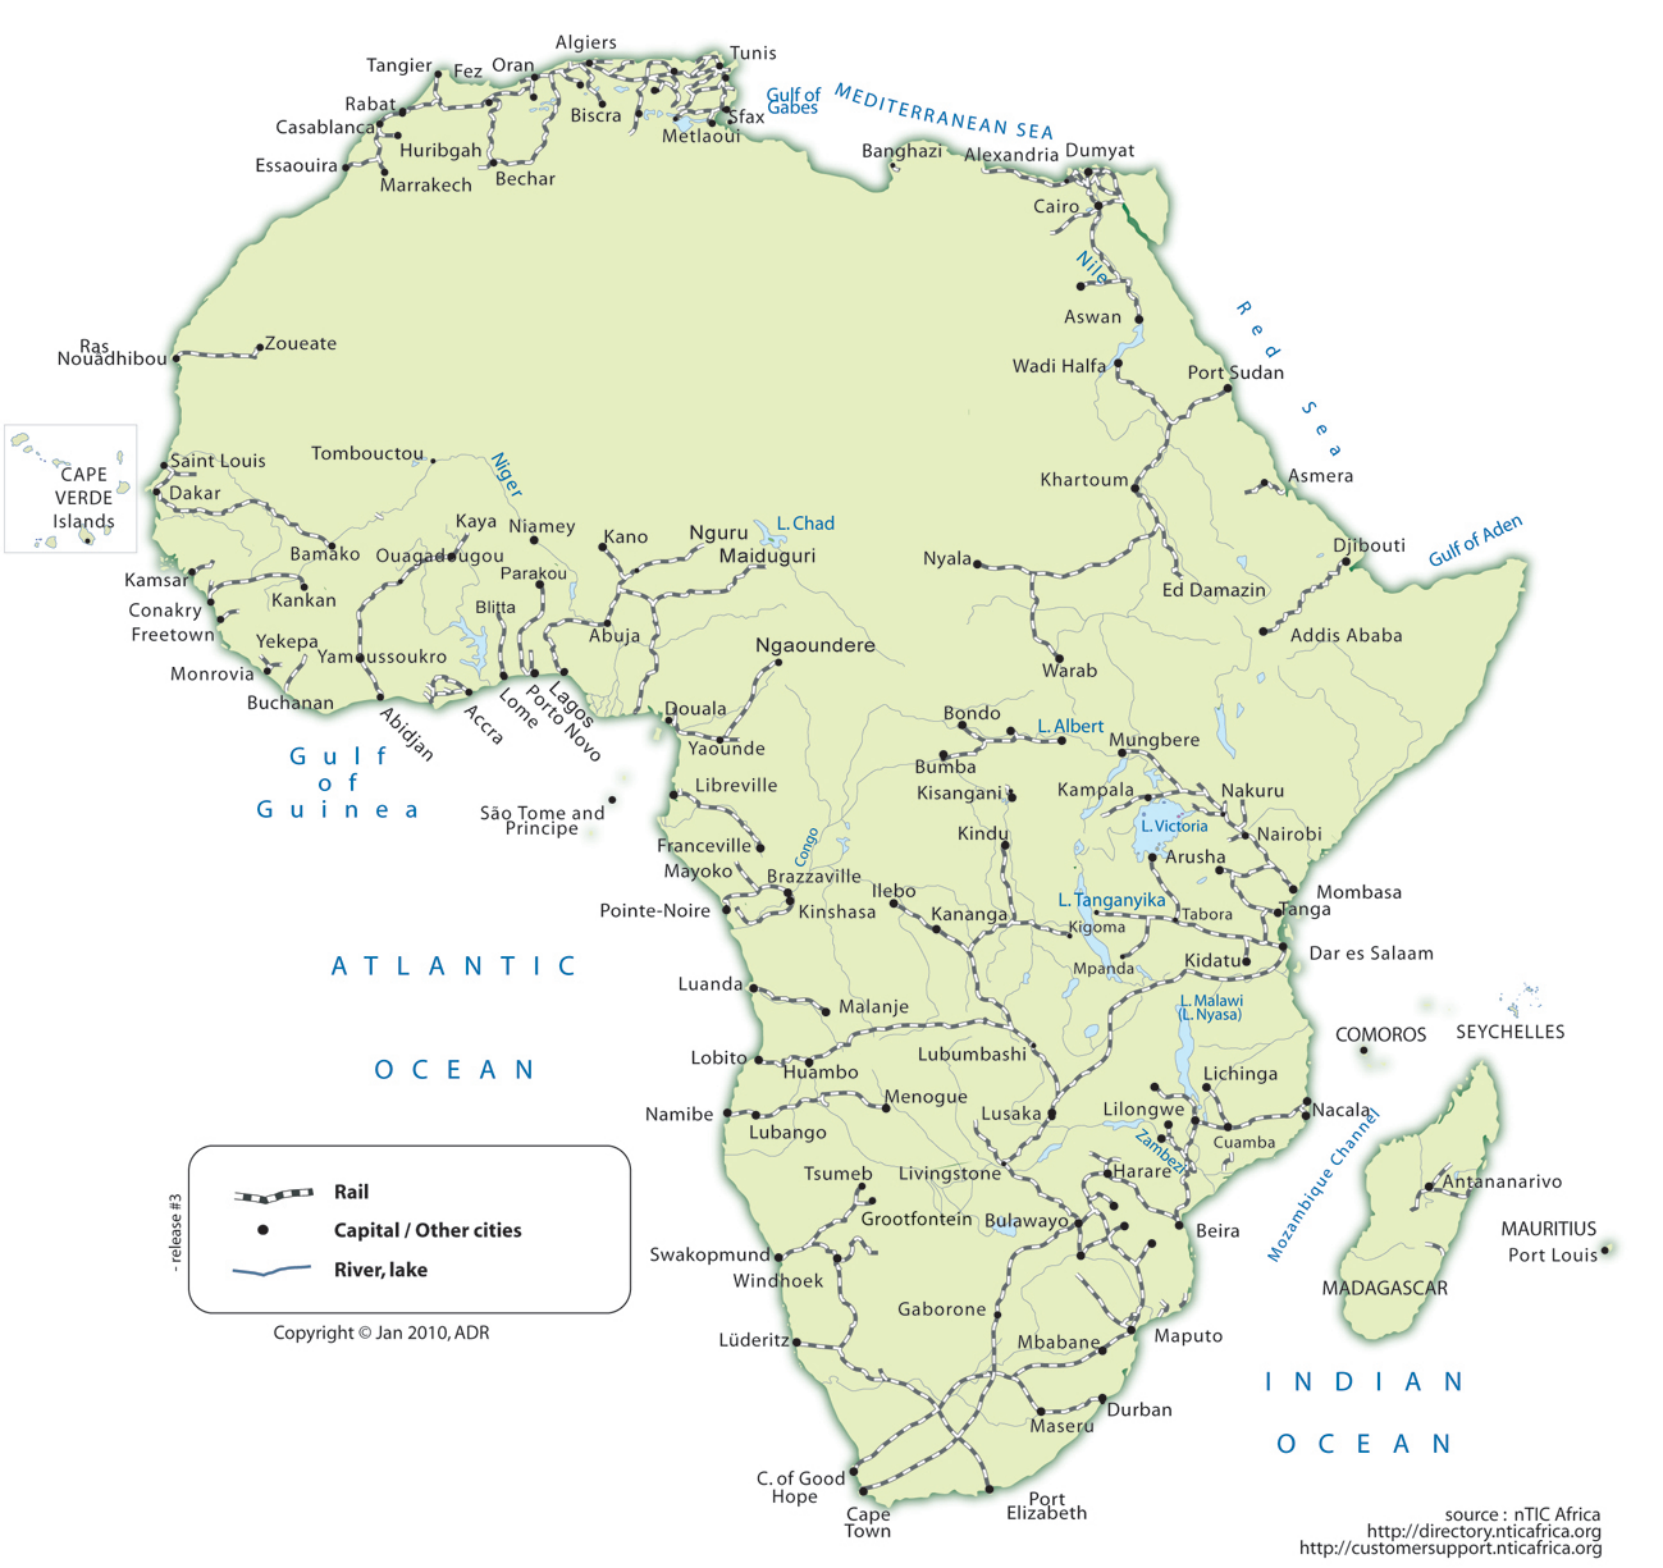 Algiers
Tunis
Tangier
Fez
Oran
Gulf of
Gabes
MEDITERRANEAN SEA
Rabat
Casablanca
Biscra
Sfax
Metlaoui
Essaouira
Huribgah
Marrakech
Bechar
Banghazi
Alexandria
Dumyat
Cairo
Nile
Aswan
Red Sea
Ras
Nouâdhibou
Zoueate
Wadi Halfa
Port Sudan
CAPE
VERDE
Islands
Saint Louis
Dakar
Tombouctou
Niger
Khartoum
Asmera
Kaya
Niamey
Kano
Nguru
L. Chad
Bamako
Ouagadougou
Maiduguri
Nyala
Djibouti
Gulf of Aden
Kamsar
Parakou
Ed Damazin
Conakry
Kankan
Blitta
Freetown
Abuja
Addis Ababa
Yekepa
Yamoussoukro
Ngaoundere
Monrovia
Warab
Buchanan
Abidjan
Accra
Lome
Porto Novo
Lagos
Douala
Yaounde
Bondo
L. Albert
Mungbere
Gulf
of
Guinea
Bumba
Libreville
Kisangani
Kampala
Nakuru
São Tome and
Principe
L. Victoria
Kindu
Nairobi
Franceville
Congo
Arusha
Mayoko
Brazzaville
Ilebo
Mombasa
Pointe-Noire
Kinshasa
Kananga
L. Tanganyika
Tabora
Tanga
Kigoma
Dar es Salaam
Mpanda
Kidatu
ATLANTIC
OCEAN
Luanda
Malanje
L. Malawi
(L. Nyasa)
COMOROS
SEYCHELLES
Lobito
Huambo
Lubumbashi
Lichinga
Namibe
Menogue
Lusaka
Lilongwe
Nacala
Lubango
Zambezi
Cuamba
Mozambique Channel
Tsumeb
Livingstone
Harare
Antananarivo
Grootfontein
Bulawayo
Beira
MAURITIUS
Port Louis
Swakopmund
Windhoek
MADAGASCAR
Gaborone
Lüderitz
Mbabane
Maputo
INDIAN
OCEAN
Durban
Maseru
C. of Good
Hope
Cape
Town
Port
Elizabeth
- release #3
Rail
Capital / Other cities
River, lake
Copyright © Jan 2010, ADR
source : nTIC Africa
http://directory.nticafrica.org
http://customersupport.nticafrica.org